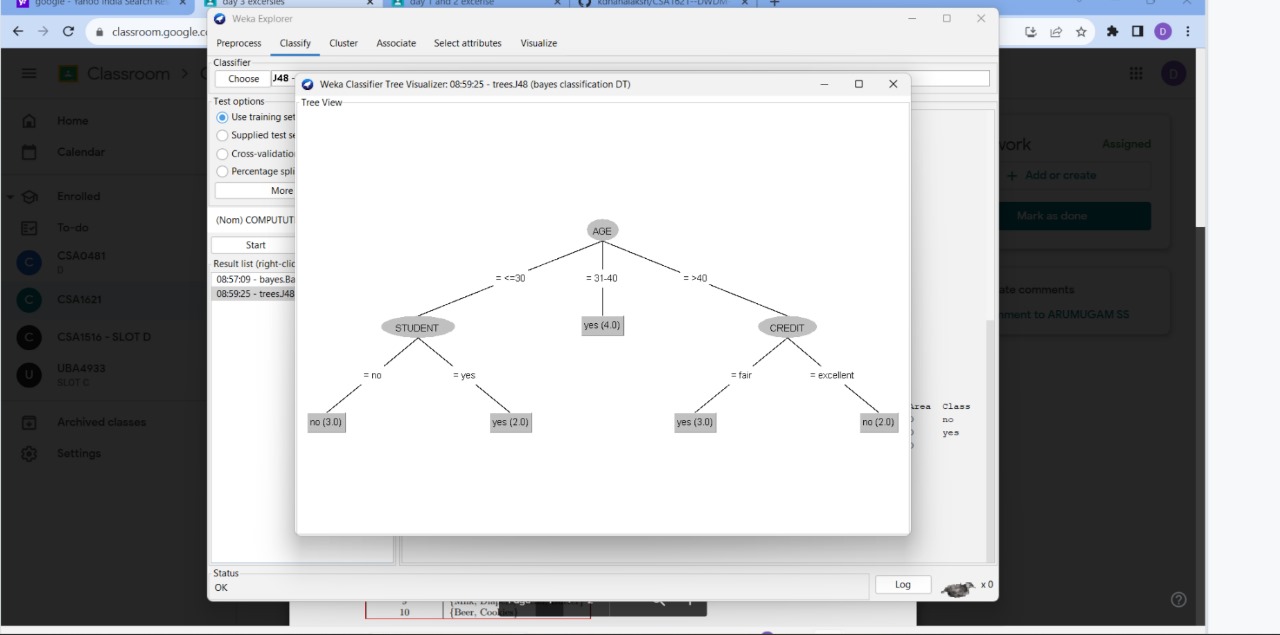 google - Yahoo India Search Re
day 3 excersies
day 1 and 2 excerise
kdhanalaksh/CSA1621--DWDM
classroom.google.c
Weka Explorer
Preprocess Classify Cluster Associate Select attributes Visualize
Classifier
Choose J48 -
Weka Classifier Tree Visualizer: 08:59:25 - trees.J48 (bayes classification DT)
Tree View
Test options
Use training set
Supplied test se
Cross-validatio
Percentage spli
More
(Nom) COMPUTUT
Start
Result list (right-clic
08:57:09 - bayes.Ba
08:59:25 - trees.J48
AGE
= <=30 = 31-40 = >40
STUDENT yes (4.0) CREDIT
= no = yes = fair = excellent
no (3.0) yes (2.0) yes (3.0) no (2.0)
Area Class
no
yes
Status
OK
Log x 0
Classroom
Home
Calendar
Enrolled
To-do
C CSA0481
D
C CSA1621
C CSA1516 - SLOT D
U UBA4933
SLOT C
Archived classes
Settings
D
work Assigned
+ Add or create
Mark as done
ate comments
ment to ARUMUGAM SS
10 {Beer, Cookies}